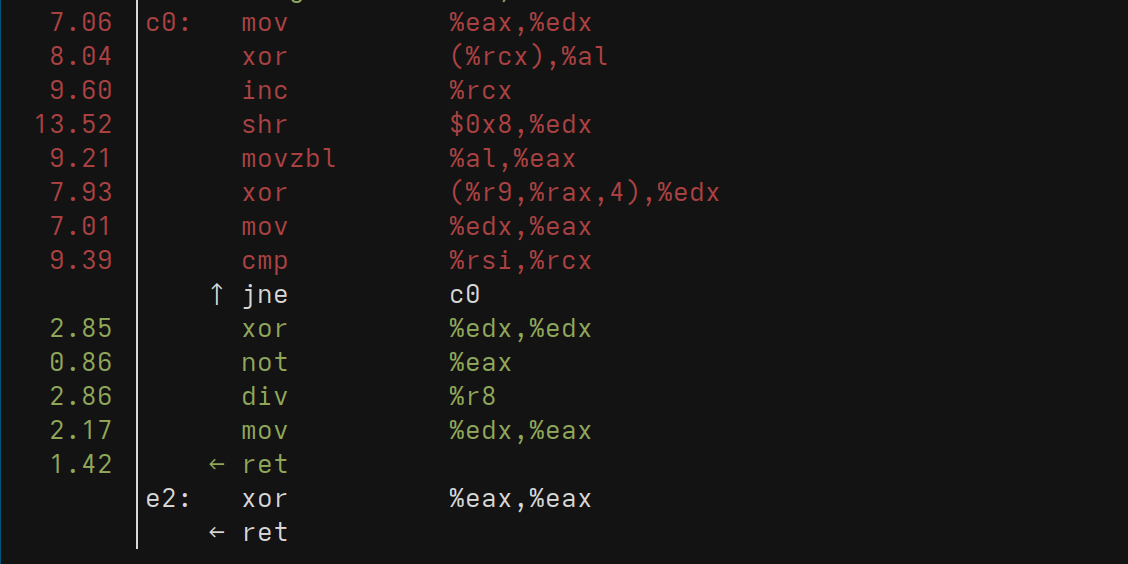 7.06 c0: mov %eax,%edx
8.04 xor (%rcx),%al
9.60 inc %rcx
13.52 shr $0x8,%edx
9.21 movzbl %al,%eax
7.93 xor (%r9,%rax,4),%edx
7.01 mov %edx,%eax
9.39 cmp %rsi,%rcx
↑ jne c0
2.85 xor %edx,%edx
0.86 not %eax
2.86 div %r8
2.17 mov %edx,%eax
1.42 ← ret
e2: xor %eax,%eax
← ret